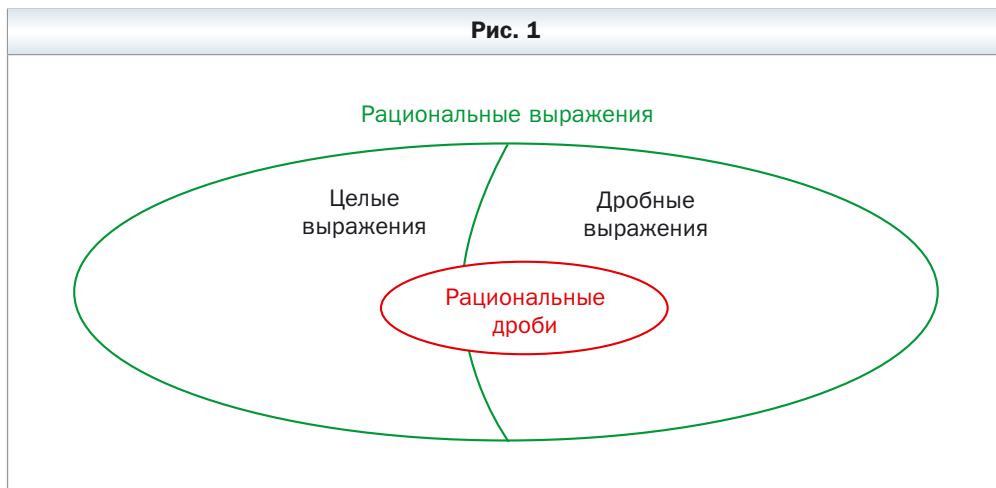 Рис. 1
Рациональные выражения
Целые
выражения
Дробные
выражения
Рациональные
дроби